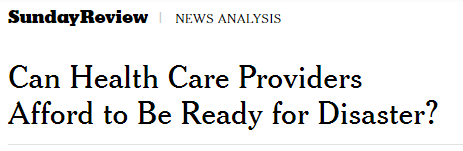 SundayReview | NEWS ANALYSIS
Can Health Care Providers
Afford to Be Ready for Disaster?